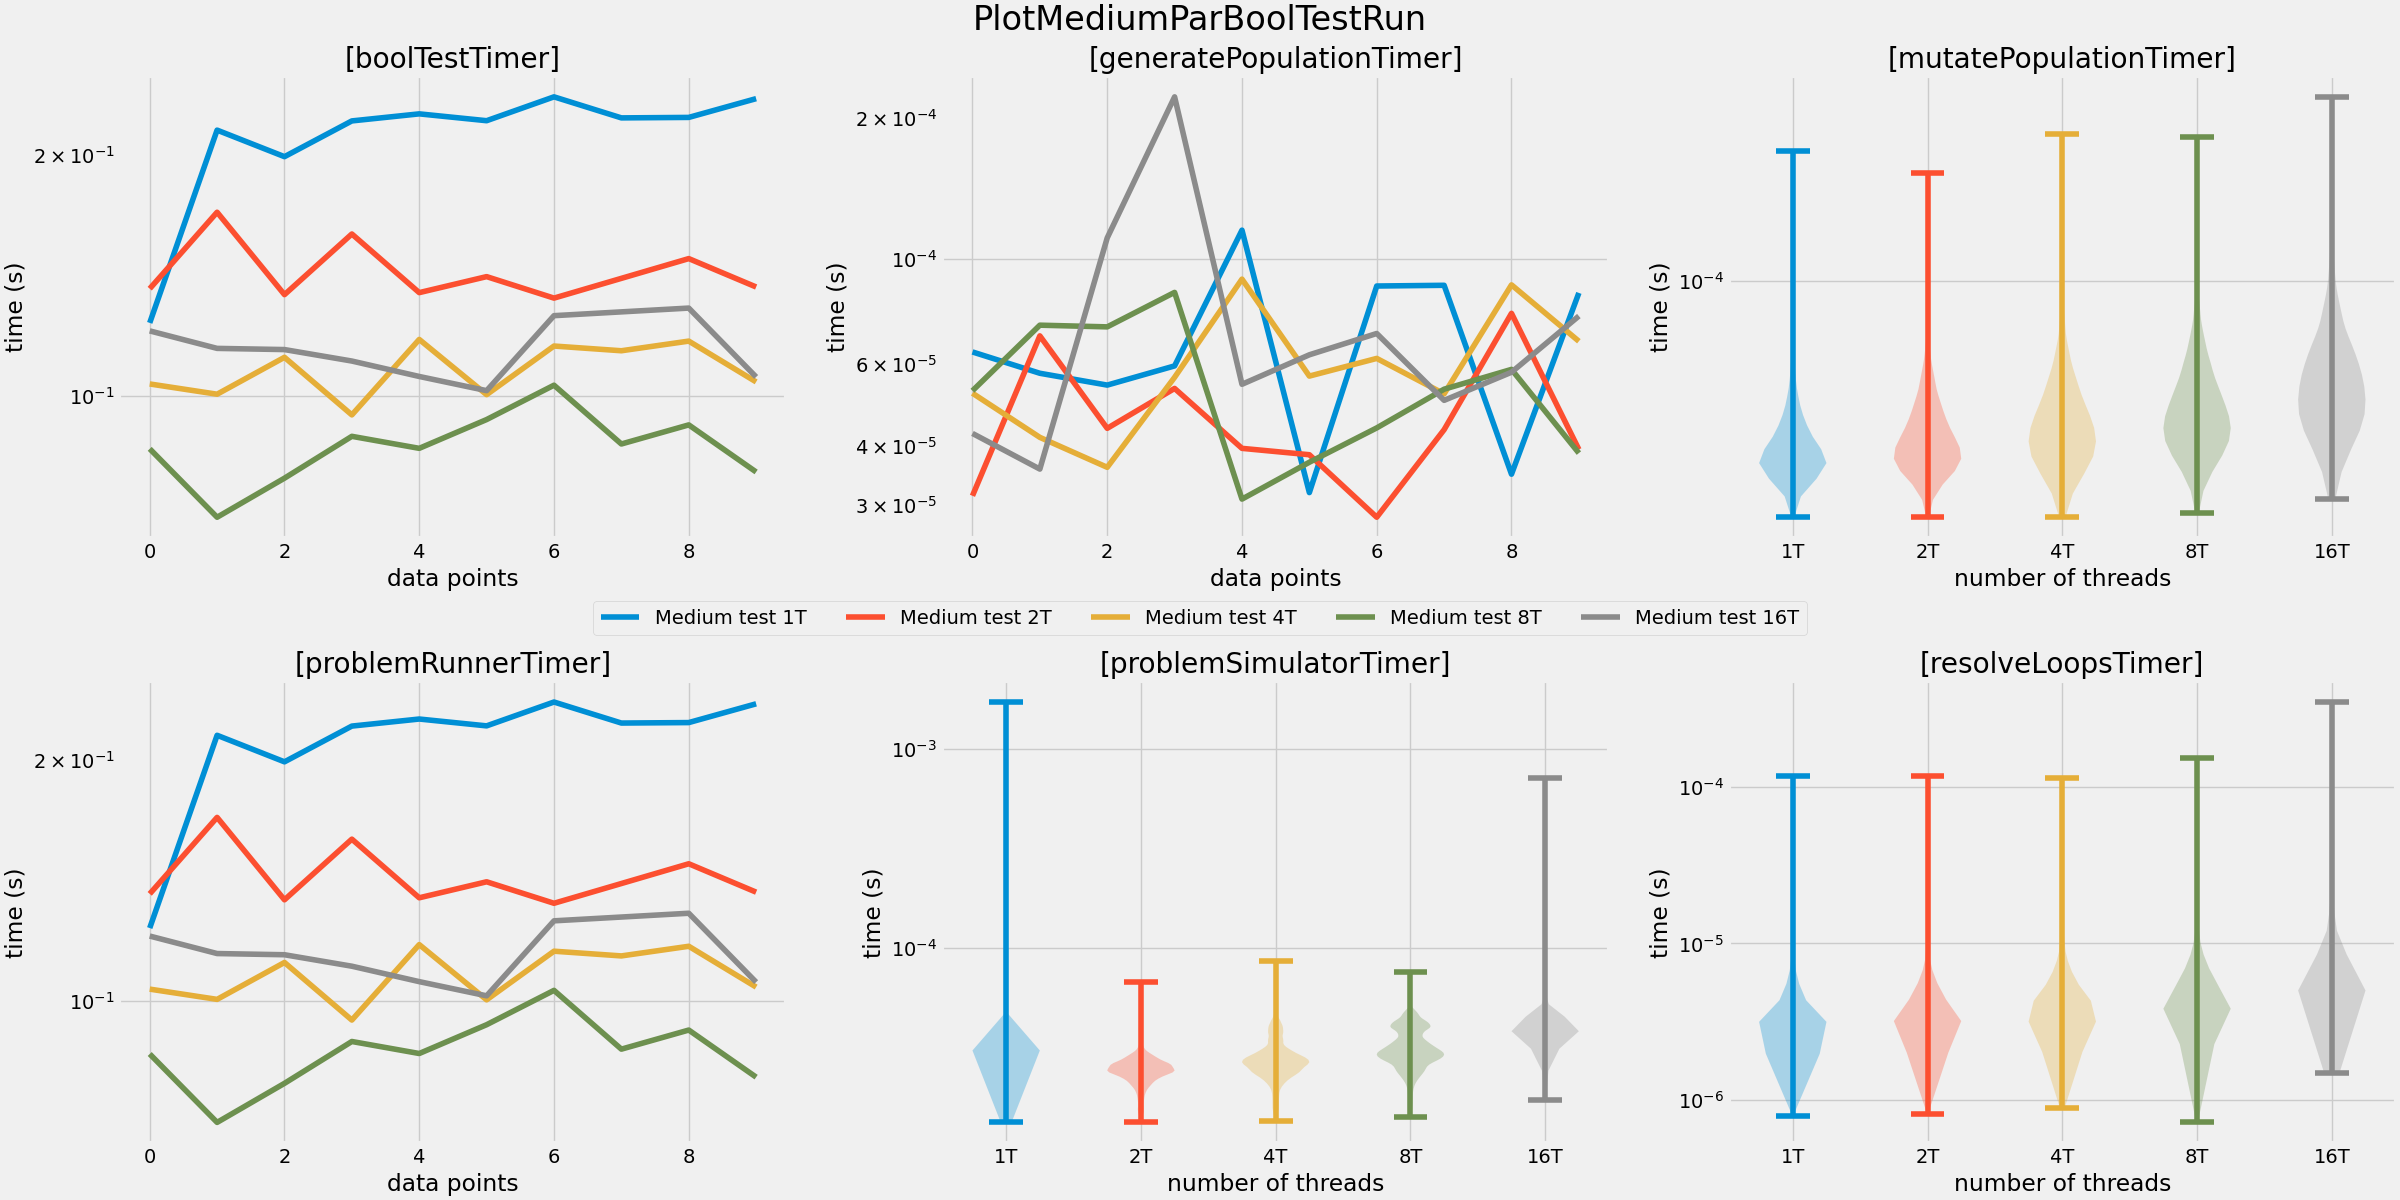 PlotMediumParBoolTestRun
[boolTestTimer]
time (s)
2 × 10⁻¹
10⁻¹
0 2 4 6 8
data points
[generatePopulationTimer]
time (s)
2 × 10⁻⁴
10⁻⁴
6 × 10⁻⁵
4 × 10⁻⁵
3 × 10⁻⁵
0 2 4 6 8
data points
[mutatePopulationTimer]
time (s)
10⁻⁴
1T 2T 4T 8T 16T
number of threads
Medium test 1T Medium test 2T Medium test 4T Medium test 8T Medium test 16T
[problemRunnerTimer]
time (s)
2 × 10⁻¹
10⁻¹
0 2 4 6 8
data points
[problemSimulatorTimer]
time (s)
10⁻³
10⁻⁴
1T 2T 4T 8T 16T
number of threads
[resolveLoopsTimer]
time (s)
10⁻⁴
10⁻⁵
10⁻⁶
1T 2T 4T 8T 16T
number of threads